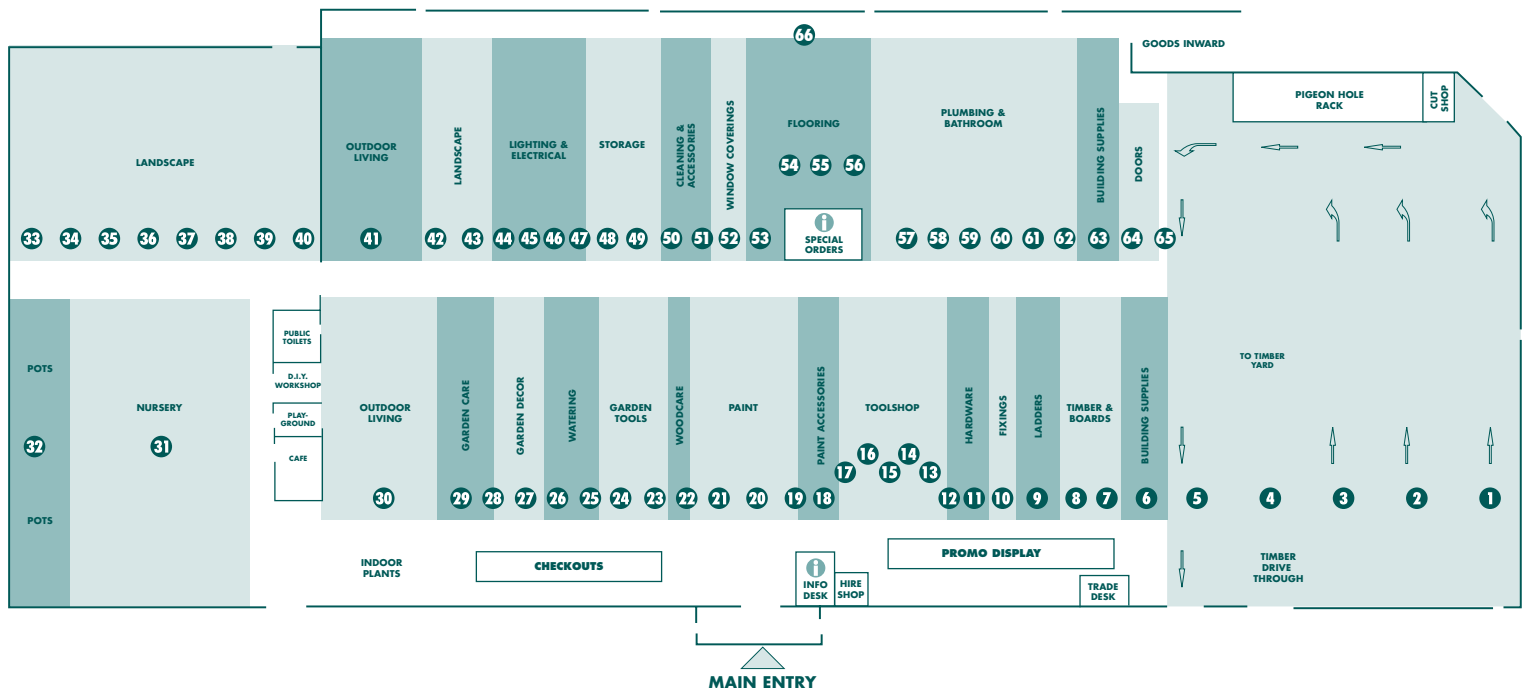 66
GOODS INWARD
PIGEON HOLE
RACK
CUT
SHOP
LANDSCAPE
OUTDOOR
LIVING
LANDSCAPE
LIGHTING &
ELECTRICAL
STORAGE
CLEANING &
ACCESSORIES
WINDOW COVERINGS
FLOORING
54 55 56
PLUMBING &
BATHROOM
BUILDING SUPPLIES
DOORS
SPECIAL
ORDERS
33 34 35 36 37 38 39 40 41 42 43 44 45 46 47 48 49 50 51 52 53 57 58 59 60 61 62 63 64 65
PUBLIC
TOILETS
D.I.Y.
WORKSHOP
PLAY-
GROUND
CAFE
POTS
32
POTS
NURSERY
31
OUTDOOR
LIVING
GARDEN CARE
GARDEN DECOR
WATERING
GARDEN
TOOLS
WOODCARE
PAINT
PAINT ACCESSORIES
TOOLSHOP
17 16 15 14 13
HARDWARE
FIXINGS
LADDERS
TIMBER &
BOARDS
BUILDING SUPPLIES
TO TIMBER
YARD
30 29 28 27 26 25 24 23 22 21 20 19 18 12 11 10 9 8 7 6 5 4 3 2 1
INDOOR
PLANTS
CHECKOUTS
i
INFO
DESK
HIRE
SHOP
PROMO DISPLAY
TRADE
DESK
TIMBER
DRIVE
THROUGH
MAIN ENTRY